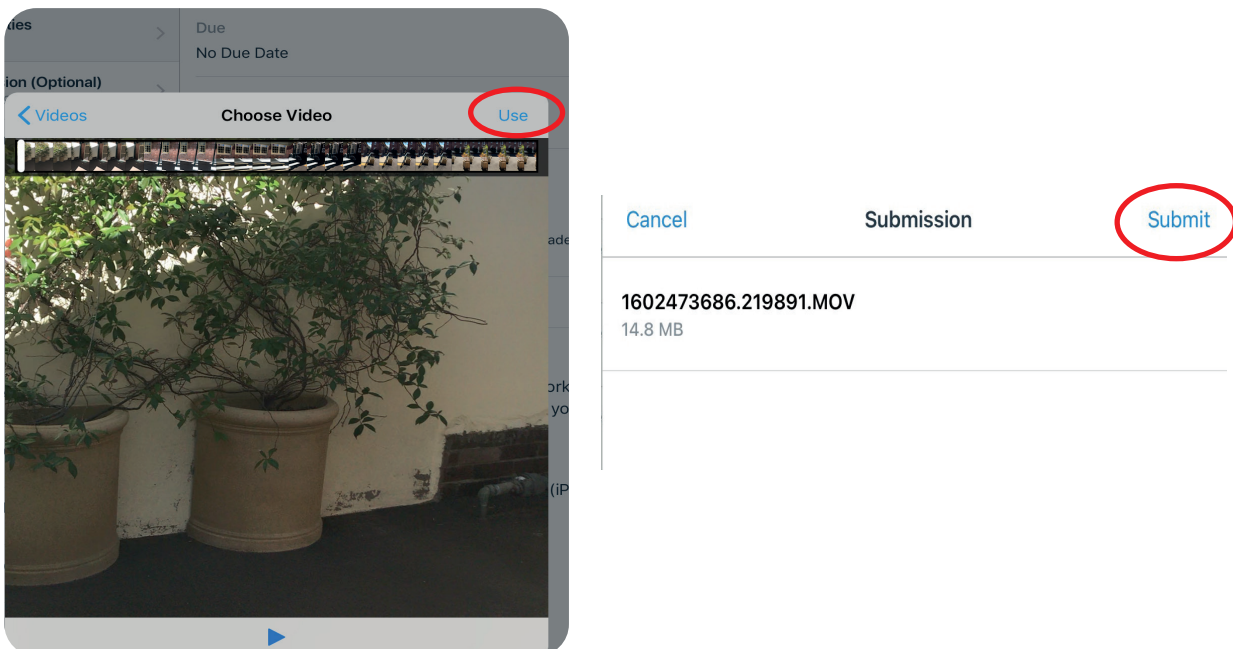 Due
No Due Date
ion (Optional)
Videos
Choose Video
Use
Cancel
Submission
Submit
1602473686.219891.MOV
14.8 MB